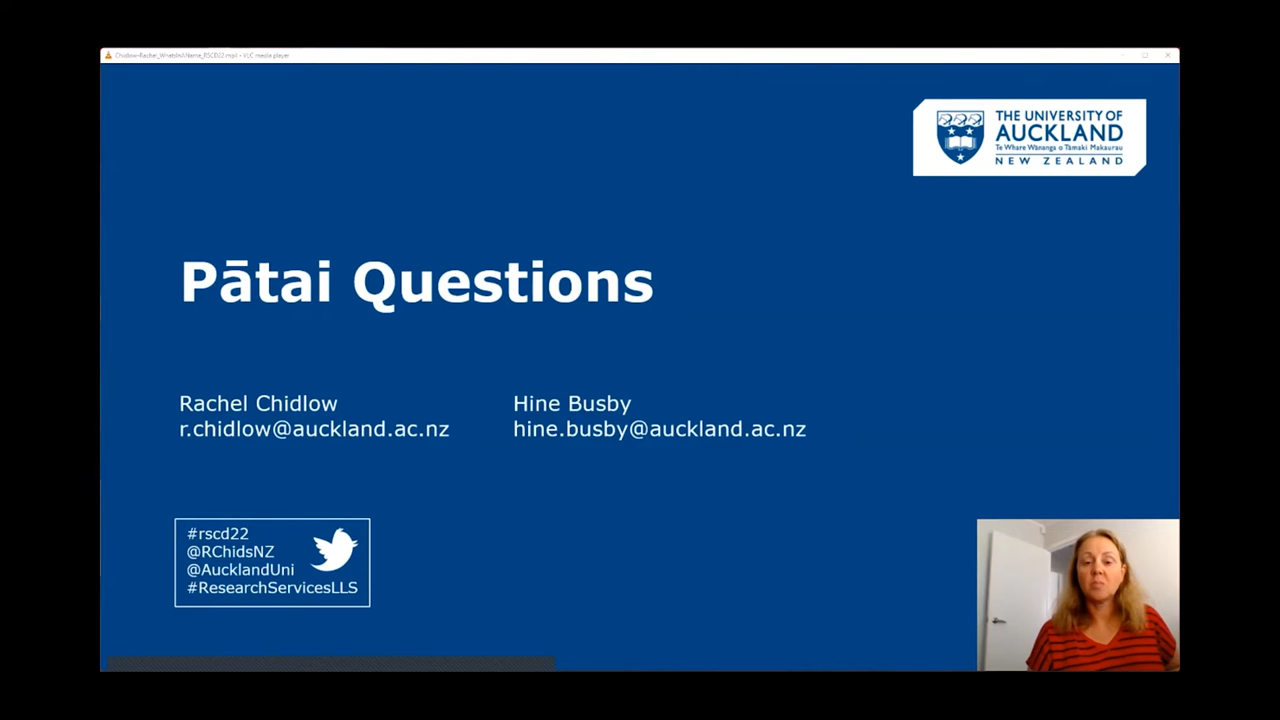 Chidlow-Rachel_WhatsInAName_RSCD22.mp4 - VLC media player
THE UNIVERSITY OF
AUCKLAND
Te Whare Wānanga o Tāmaki Makaurau
NEW ZEALAND
Pātai Questions
Rachel Chidlow
r.chidlow@auckland.ac.nz
Hine Busby
hine.busby@auckland.ac.nz
#rscd22
@RChidsNZ
@AucklandUni
#ResearchServicesLLS